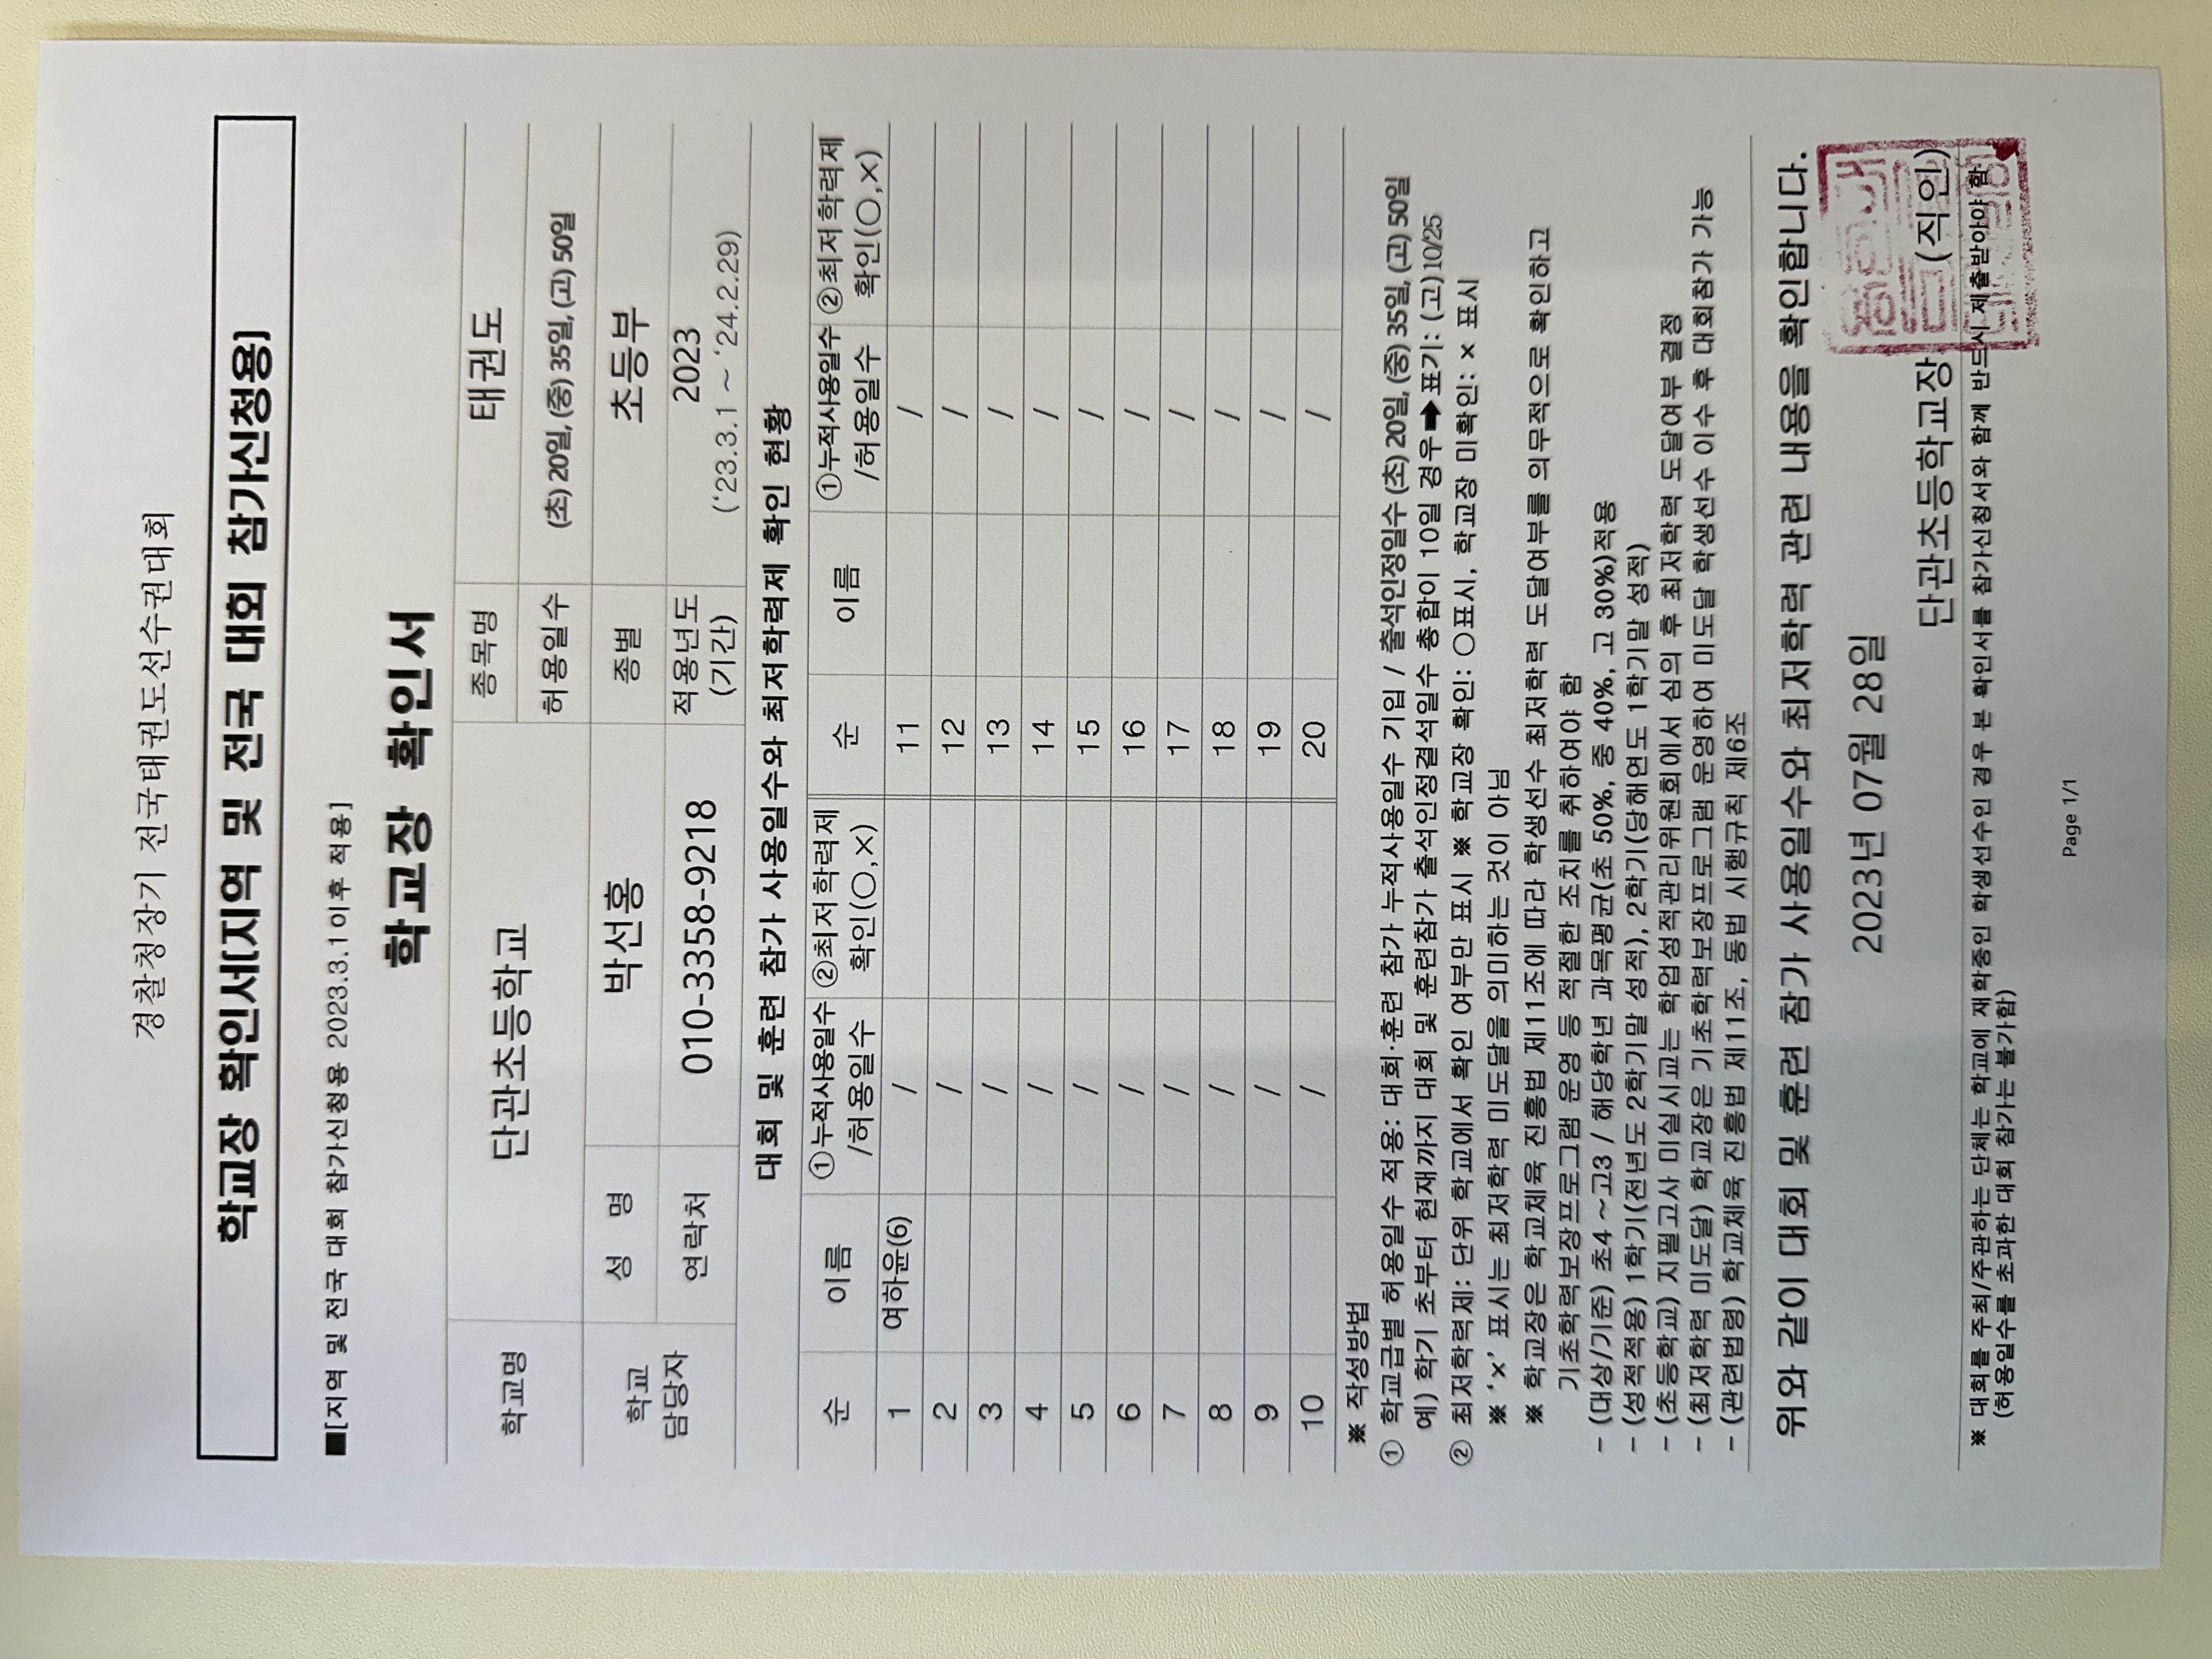 경찰청장기 전국태권도선수권대회
학교장 확인서(지역 및 전국 대회 참가신청용)
■[지역 및 전국 대회 참가신청용 2023.3.1이후 적용]
학교장 확인서
학교명 단관초등학교 종목명 태권도
허용일수 (초) 20일, (중) 35일, (고) 50일
학교 담당자 성 명 박선홍 종별 초등부
연락처 010-3358-9218 적용년도 (기간) 2023
('23.3.1 ~ '24.2.29)
대회 및 훈련 참가 사용일수와 최저학력제 확인 현황
순 이름 ①누적사용일수 /허용일수 ②최저학력제 확인(○,×) 순 이름 ①누적사용일수 /허용일수 ②최저학력제 확인(○,×)
1 여하윤(6) / 11 /
2 / 12 /
3 / 13 /
4 / 14 /
5 / 15 /
6 / 16 /
7 / 17 /
8 / 18 /
9 / 19 /
10 / 20 /
※ 작성방법
① 학교급별 허용일수 적용: 대회·훈련 참가 누적사용일수 기입 / 출석인정일수 (초) 20일, (중) 35일, (고) 50일
예) 학기 초부터 현재까지 대회 및 훈련참가 출석인정결석일수 총합이 10일 경우➡표기: (고) 10/25
② 최저학력제: 단위 학교에서 확인 여부만 표시 ※ 학교장 확인: ○표시, 학교장 미확인: × 표시
※ '×' 표시는 최저학력 미도달을 의미하는 것이 아님
※ 학교장은 학교체육 진흥법 제11조에 따라 학생선수 최저학력 도달여부를 의무적으로 확인하고
기초학력보장프로그램 운영 등 적절한 조치를 취하여야 함
- (대상/기준) 초4 ~고3 / 해당학년 과목평균(초 50%, 중 40%, 고 30%)적용
- (성적적용) 1학기(전년도 2학기말 성적), 2학기(당해연도 1학기말 성적)
- (초등학교) 지필고사 미실시교는 학업성적관리위원회에서 심의 후 최저학력 도달여부 결정
- (최저학력 미도달) 학교장은 기초학력보장프로그램 운영하여 미도달 학생선수 이수 후 대회참가 가능
- (관련법령) 학교체육 진흥법 제11조, 동법 시행규칙 제6조
위와 같이 대회 및 훈련 참가 사용일수와 최저학력 관련 내용을 확인합니다.
2023년 07월 28일
단관초등학교장 (직인)
※ 대회를 주최/주관하는 단체는 학교에 재학중인 학생선수인 경우 본 확인서를 참가신청서와 함께 반드시 제출받아야 함
(허용일수를 초과한 대회 참가는 불가함)
Page 1/1